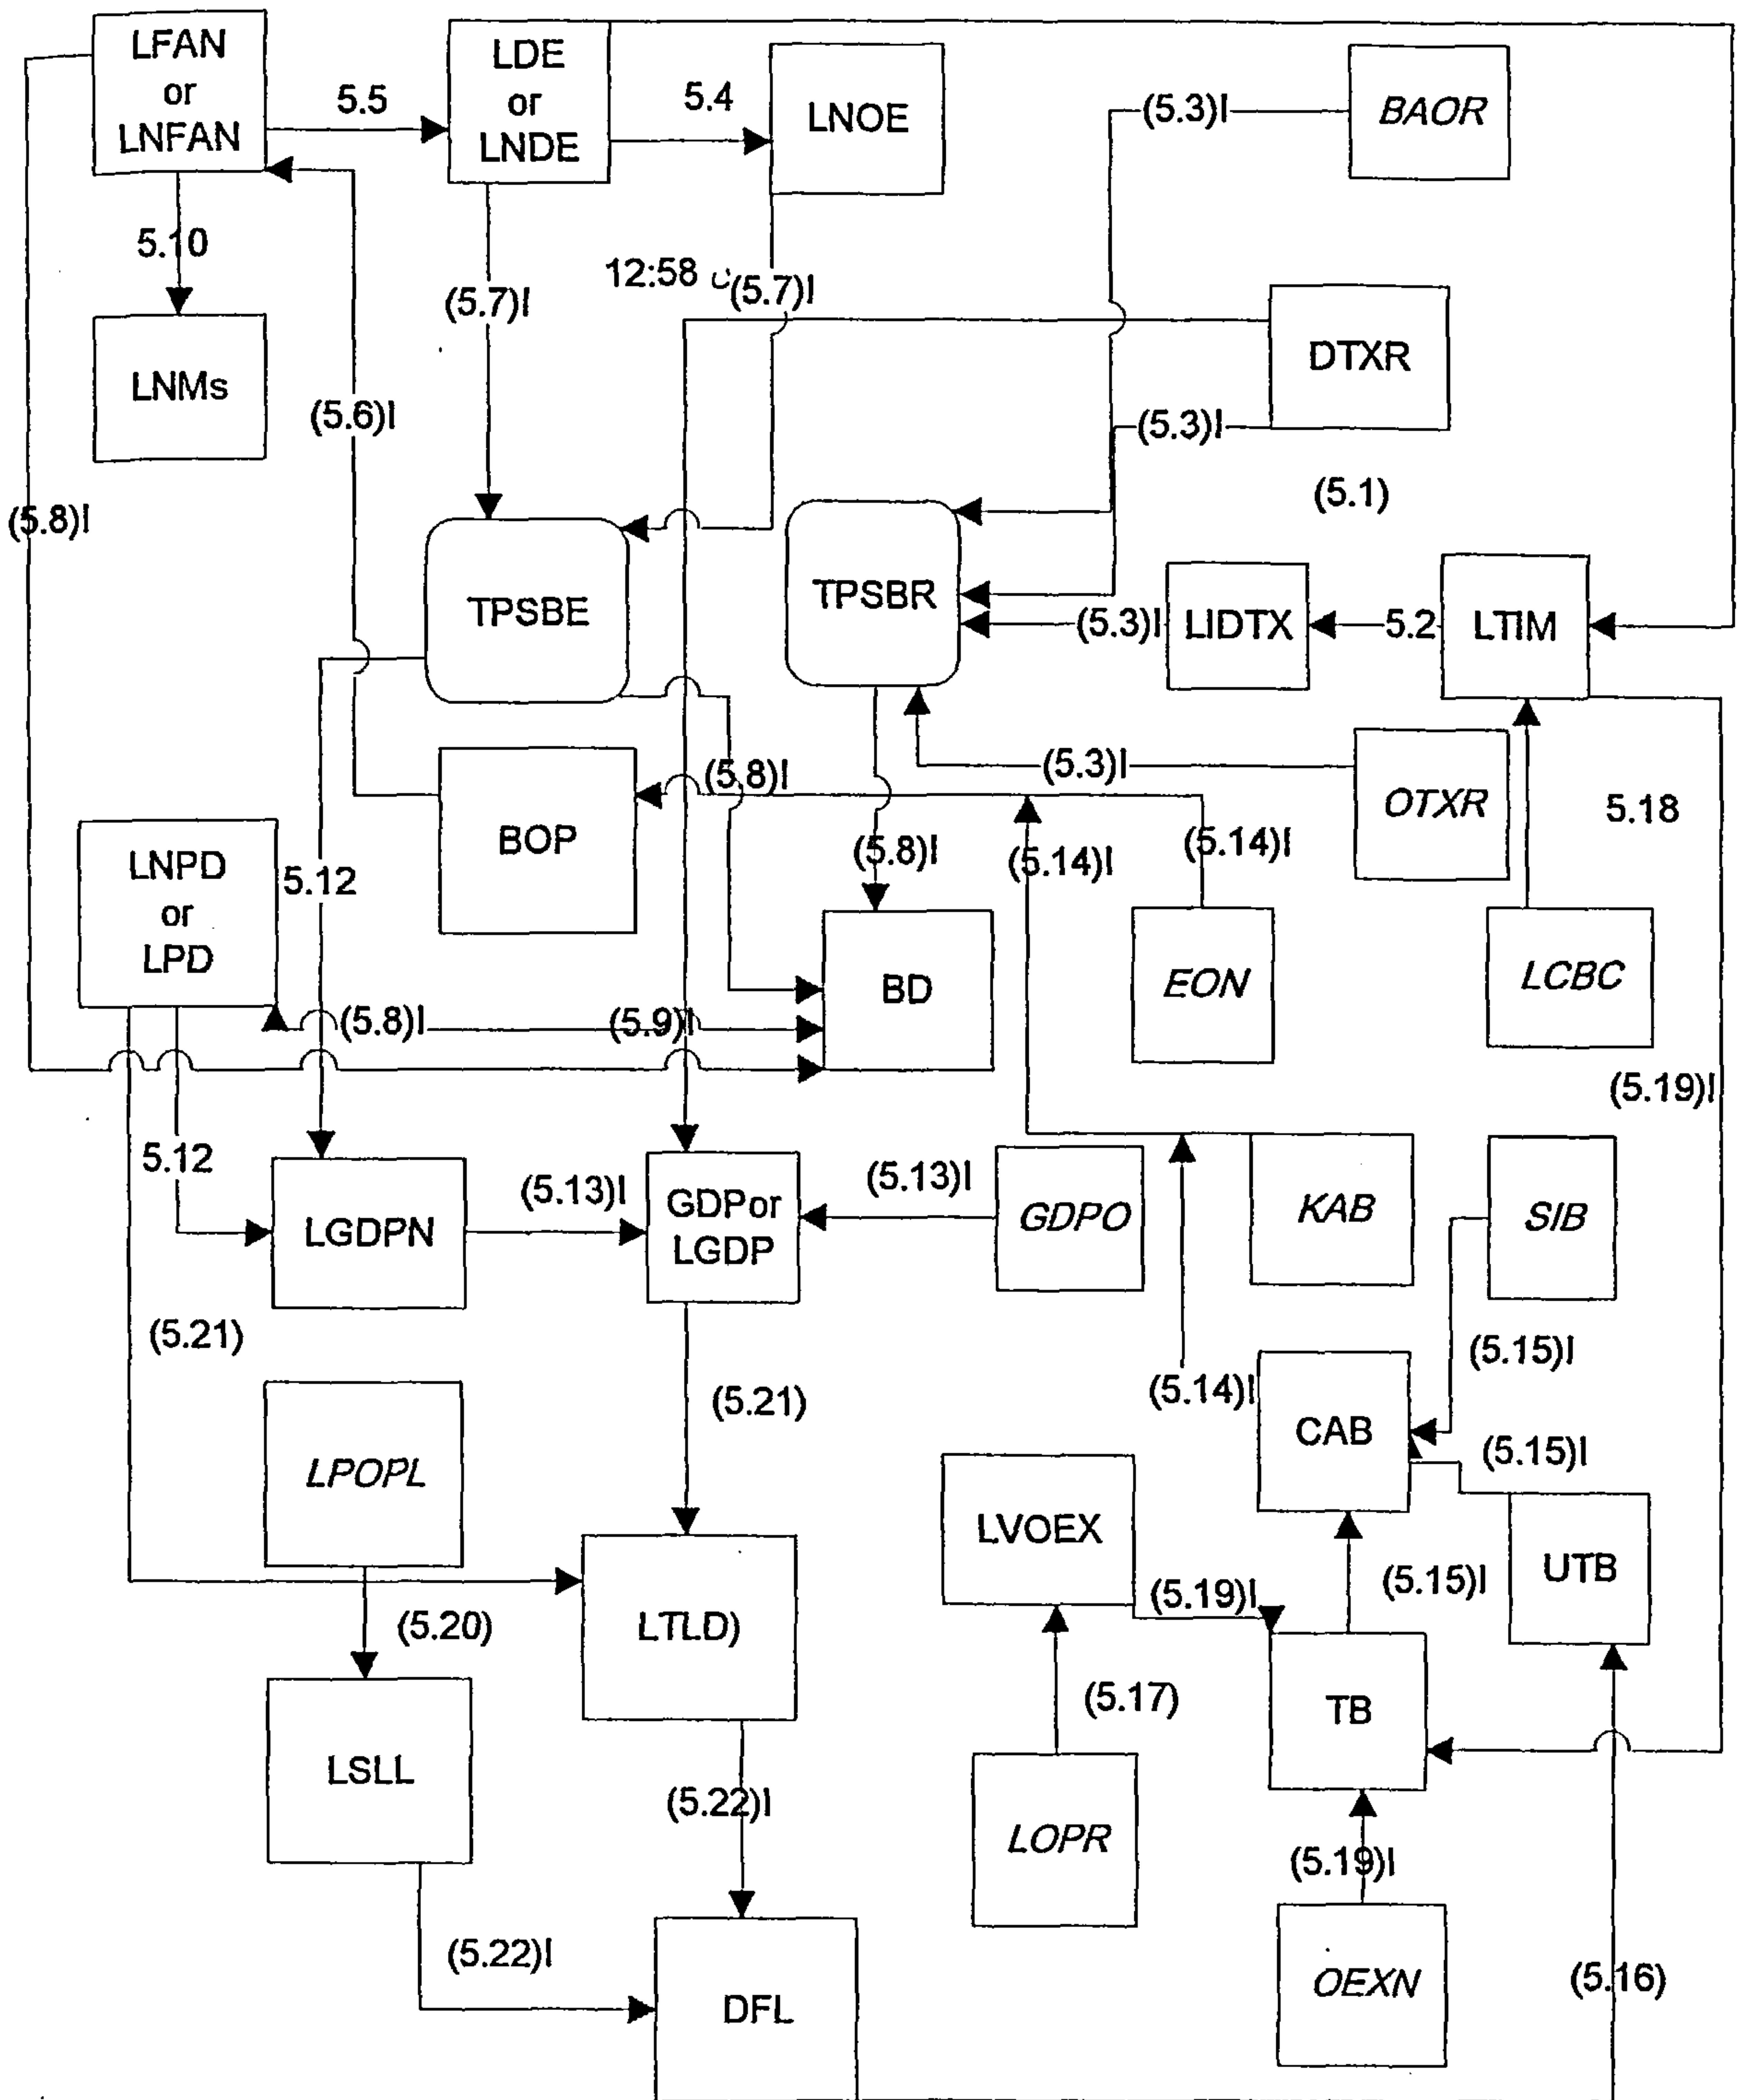 LFAN
or
LNFAN
5.5
LDE
or
LNDE
5.4
LNOE
(5.3)I
BAOR
5.10
(5.7)I
12:58
(5.7)I
DTXR
LNMs
(5.6)I
(5.3)I
(5.1)
(5.8)I
TPSBE
TPSBR
(5.3)I
LIDTX
5.2
LTIM
(5.8)I
(5.3)I
OTXR
5.18
BOP
(5.8)I
(5.14)I
(5.14)I
LNPD
or
LPD
5.12
BD
EON
LCBC
(5.8)I
(5.9)I
(5.19)I
5.12
LGDPN
(5.13)I
GDPor
LGDP
(5.13)I
GDPO
KAB
SIB
(5.21)
(5.21)
(5.14)I
(5.15)I
CAB
(5.15)I
LPOPL
LVOEX
(5.15)I
UTB
(5.19)I
(5.20)
LTLD)
(5.17)
TB
LSLL
(5.22)I
LOPR
(5.19)I
(5.22)I
DFL
OEXN
(5.16)